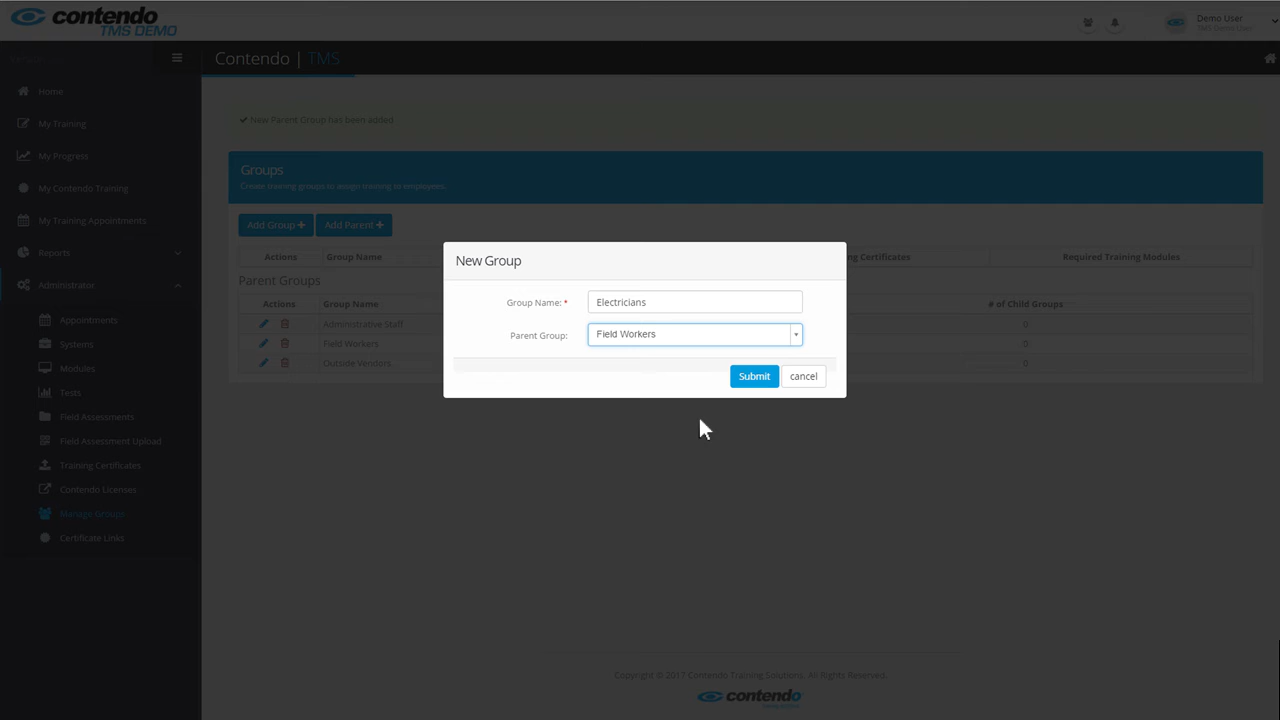 contendo
TMS DEMO
Demo User
TMS Demo User
Contendo | TMS
Home
My Training
My Progress
My Contendo Training
My Training Appointments
Reports
Administrator
Appointments
Systems
Modules
Tests
Field Assessments
Field Assessment Upload
Training Certificates
Contendo Licenses
Manage Groups
Certificate Links
New Parent Group has been added
Groups
Create training groups to assign training to employees.
Add Group + Add Parent +
Actions Group Name Certificates Required Training Modules
Parent Groups
Actions Group Name # of Child Groups
Administrative Staff 0
Field Workers 0
Outside Vendors 0
New Group
Group Name: * Electricians
Parent Group: Field Workers
Submit cancel
Copyright © 2017 Contendo Training Solutions. All Rights Reserved.
contendo